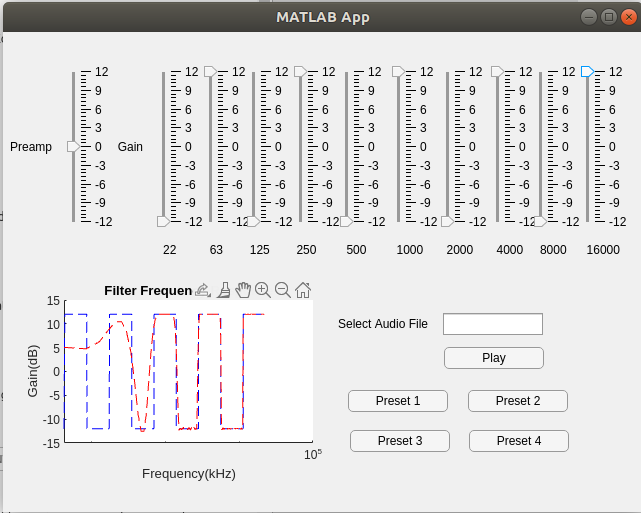 MATLAB App
12 12 12 12 12 12 12 12 12 12 12
9 9 9 9 9 9 9 9 9 9 9
6 6 6 6 6 6 6 6 6 6 6
3 3 3 3 3 3 3 3 3 3 3
Preamp 0 Gain 0 0 0 0 0 0 0 0 0 0
-3 -3 -3 -3 -3 -3 -3 -3 -3 -3 -3
-6 -6 -6 -6 -6 -6 -6 -6 -6 -6 -6
-9 -9 -9 -9 -9 -9 -9 -9 -9 -9 -9
-12 -12 -12 -12 -12 -12 -12 -12 -12 -12 -12
22 63 125 250 500 1000 2000 4000 8000 16000
Filter Frequen
15
10
5
0
-5
-10
-15
Gain(dB)
10⁵
Frequency(kHz)
Select Audio File
Play
Preset 1 Preset 2
Preset 3 Preset 4